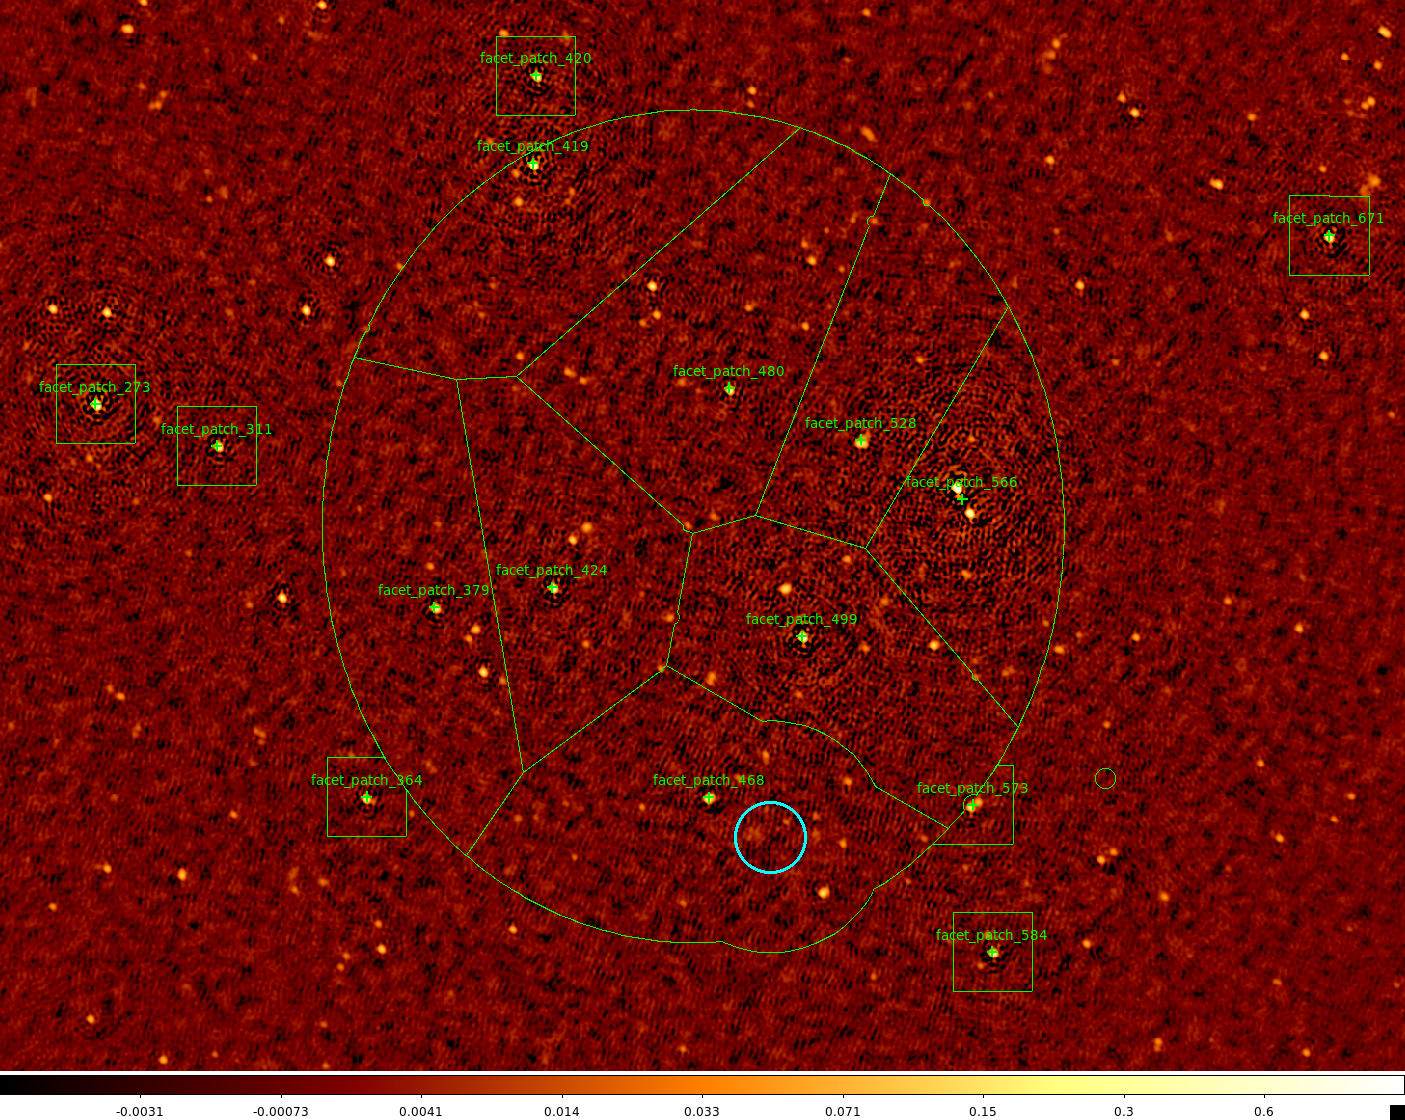 facet_patch_420
facet_patch_419
facet_patch_671
facet_patch_480
facet_patch_273
facet_patch_528
facet_patch_311
facet_patch_566
facet_patch_424
facet_patch_379
facet_patch_499
facet_patch_364
facet_patch_468
facet_patch_573
facet_patch_584
-0.0031 -0.00073 0.0041 0.014 0.033 0.071 0.15 0.3 0.6